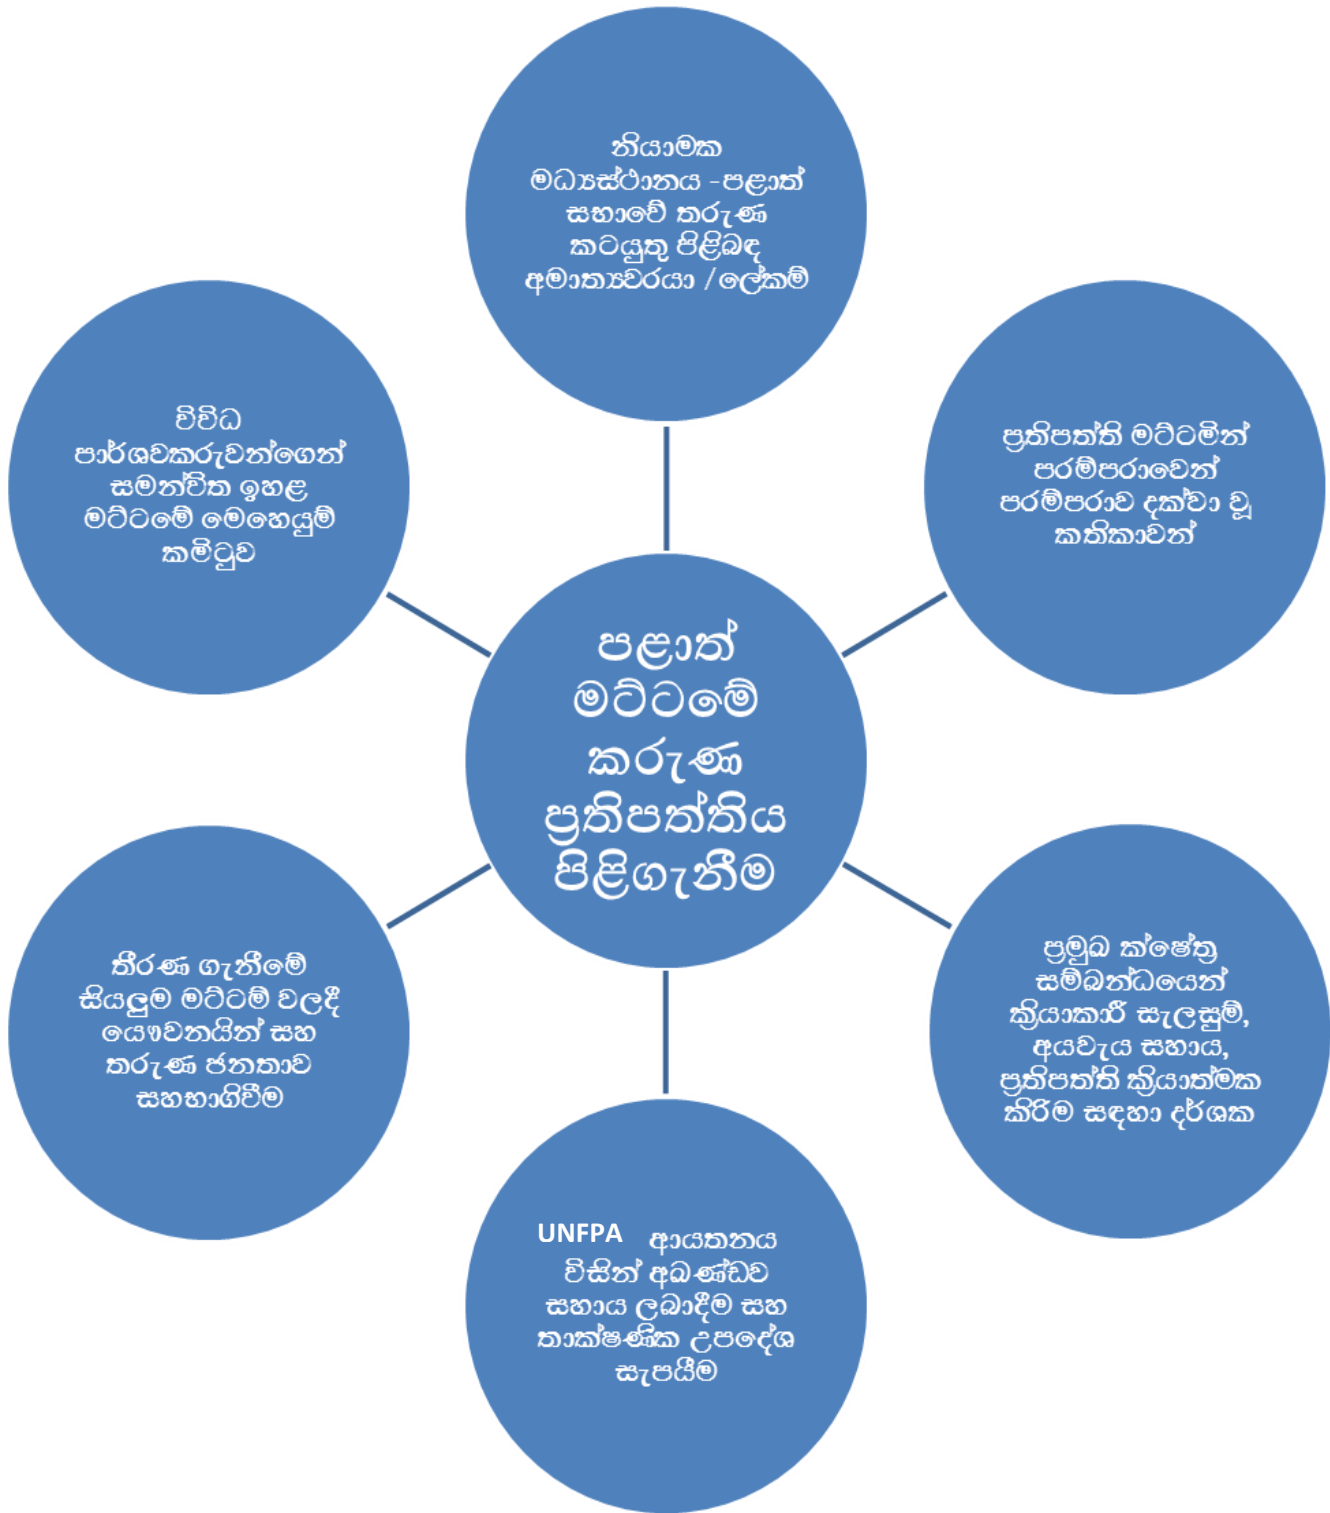 නියාමක
මධ්‍යස්ථානය -පළාත්
සභාවේ තරුණ
කටයුතු පිළිබඳ
අමාත්‍යවරයා /ලේකම්
ප්‍රතිපත්ති මට්ටමින්
පරම්පරාවෙන්
පරම්පරාව දක්වා වූ
කතිකාවන්
ප්‍රමුඛ ක්ෂේත්‍ර
සම්බන්ධයෙන්
ක්‍රියාකාරී සැලසුම්,
අයවැය සහාය,
ප්‍රතිපත්ති ක්‍රියාත්මක
කිරිම සඳහා දර්ශක
UNFPA ආයතනය
විසින් අඛණ්ඩව
සහාය ලබාදීම සහ
තාක්ෂණික උපදේශ
සැපයීම
තීරණ ගැනීමේ
සියලුම මට්ටම් වලදී
යෞවනයින් සහ
තරුණ ජනතාව
සහභාගිවීම
විවිධ
පාර්ශවකරුවන්ගෙන්
සමන්විත ඉහළ
මට්ටමේ මෙහෙයුම්
කමිටුව
පළාත්
මට්ටමේ
කරුණ
ප්‍රතිපත්තිය
පිළිගැනීම